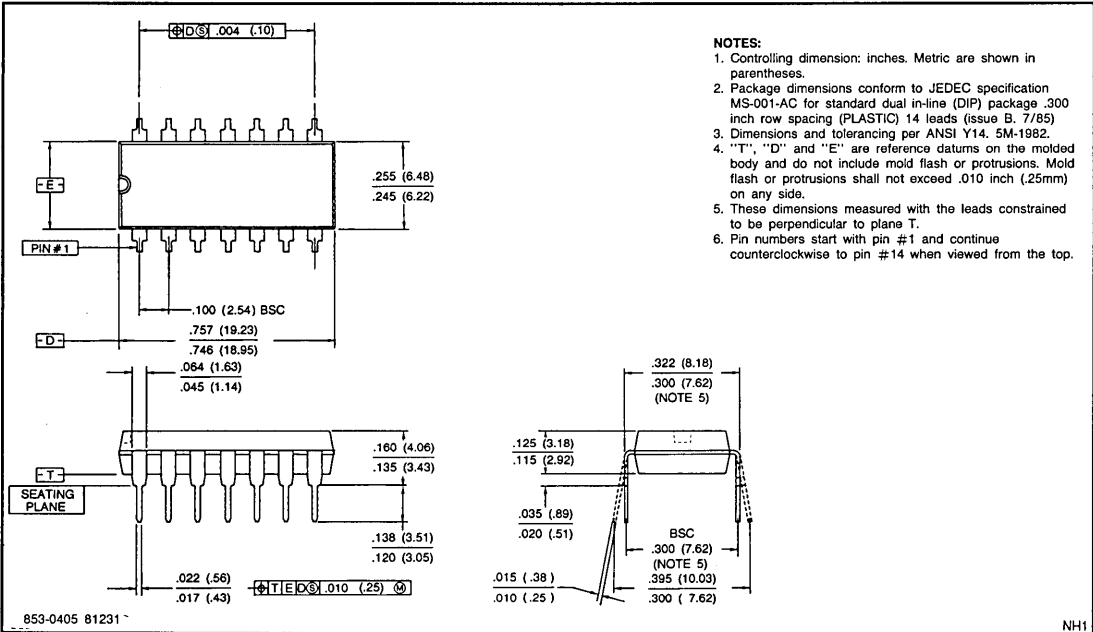 ⌖ D Ⓢ .004 (.10)
NOTES:
1. Controlling dimension: inches. Metric are shown in
parentheses.
2. Package dimensions conform to JEDEC specification
MS-001-AC for standard dual in-line (DIP) package .300
inch row spacing (PLASTIC) 14 leads (issue B. 7/85)
3. Dimensions and tolerancing per ANSI Y14. 5M-1982.
4. "T", "D" and "E" are reference datums on the molded
body and do not include mold flash or protrusions. Mold
flash or protrusions shall not exceed .010 inch (.25mm)
on any side.
5. These dimensions measured with the leads constrained
to be perpendicular to plane T.
6. Pin numbers start with pin #1 and continue
counterclockwise to pin #14 when viewed from the top.
-E-
.255 (6.48)
.245 (6.22)
PIN #1
.100 (2.54) BSC
-D-
.757 (19.23)
.746 (18.95)
.064 (1.63)
.045 (1.14)
.322 (8.18)
.300 (7.62)
(NOTE 5)
.160 (4.06)
.135 (3.43)
.125 (3.18)
.115 (2.92)
-T-
SEATING
PLANE
.138 (3.51)
.120 (3.05)
.035 (.89)
.020 (.51)
BSC
.300 (7.62)
(NOTE 5)
.022 (.56)
.017 (.43)
⌖ T E D Ⓢ .010 (.25) Ⓜ
.015 (.38)
.010 (.25)
.395 (10.03)
.300 ( 7.62)
853-0405 81231
NH1